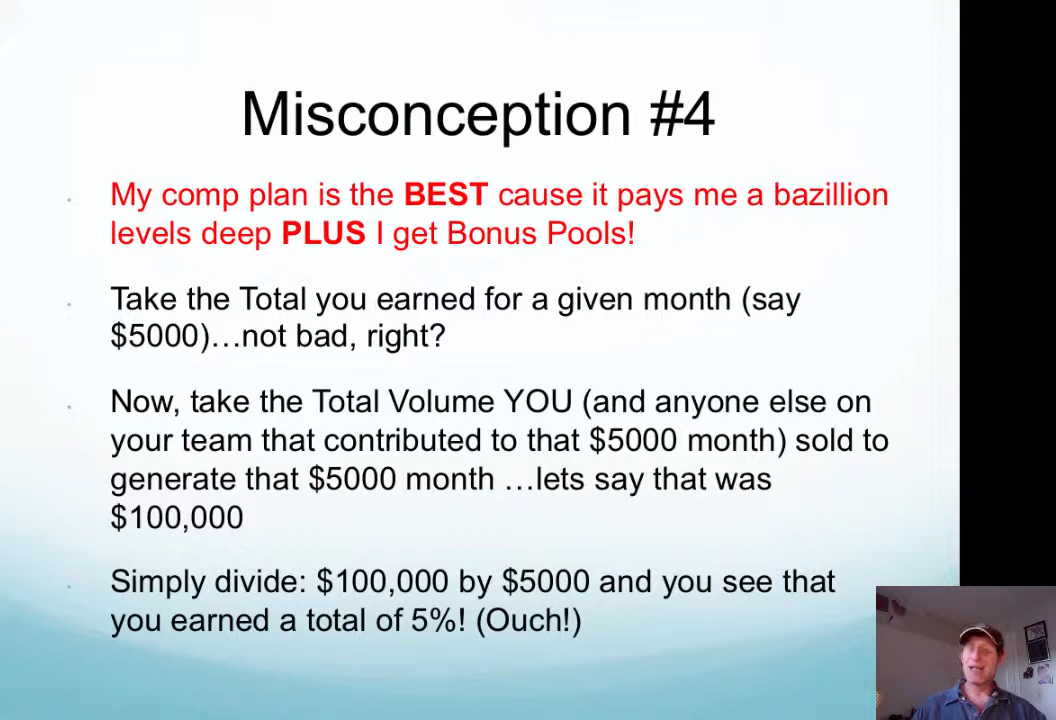 Misconception #4
My comp plan is the BEST cause it pays me a bazillion
levels deep PLUS I get Bonus Pools!
Take the Total you earned for a given month (say
$5000)…not bad, right?
Now, take the Total Volume YOU (and anyone else on
your team that contributed to that $5000 month) sold to
generate that $5000 month …lets say that was
$100,000
Simply divide: $100,000 by $5000 and you see that
you earned a total of 5%! (Ouch!)